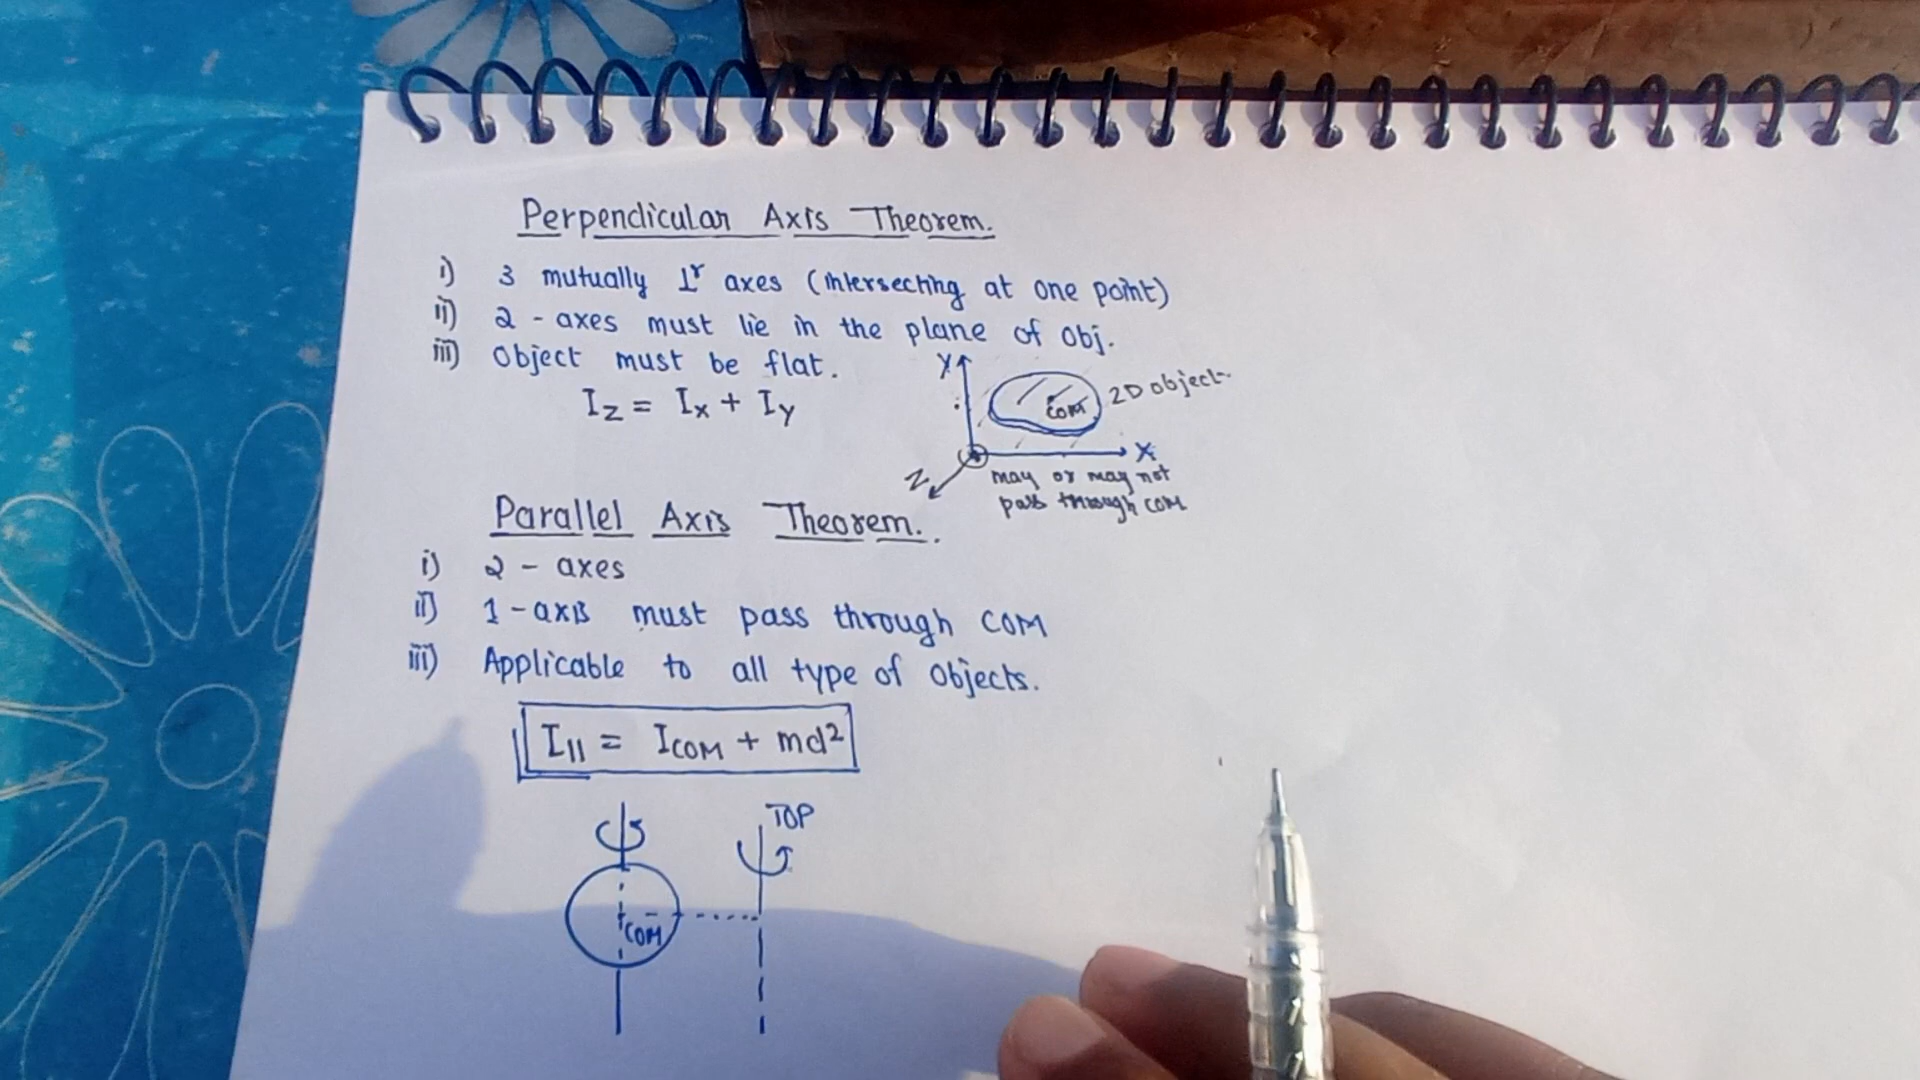 Perpendicular Axis Theorem.
i) 3 mutually ⊥r axes (intersecting at one point)
ii) 2 - axes must lie in the plane of obj.
iii) Object must be flat.
Iz = Ix + Iy
Y
COM
2D object.
X
Z
may or may not
pass through COM
Parallel Axis Theorem.
i) 2 - axes
ii) 1 - axis must pass through COM
iii) Applicable to all type of objects.
I|| = ICOM + md²
TOP
COM